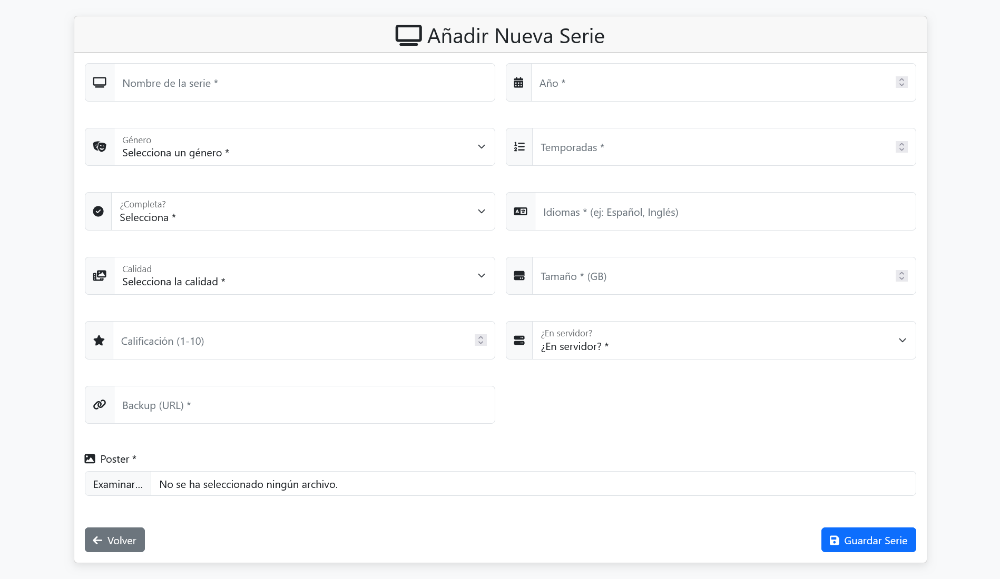 Añadir Nueva Serie
Nombre de la serie *
Año *
Género
Selecciona un género *
Temporadas *
¿Completa?
Selecciona *
Idiomas * (ej: Español, Inglés)
Calidad
Selecciona la calidad *
Tamaño * (GB)
Calificación (1-10)
¿En servidor?
¿En servidor? *
Backup (URL) *
Poster *
Examinar... No se ha seleccionado ningún archivo.
Volver
Guardar Serie